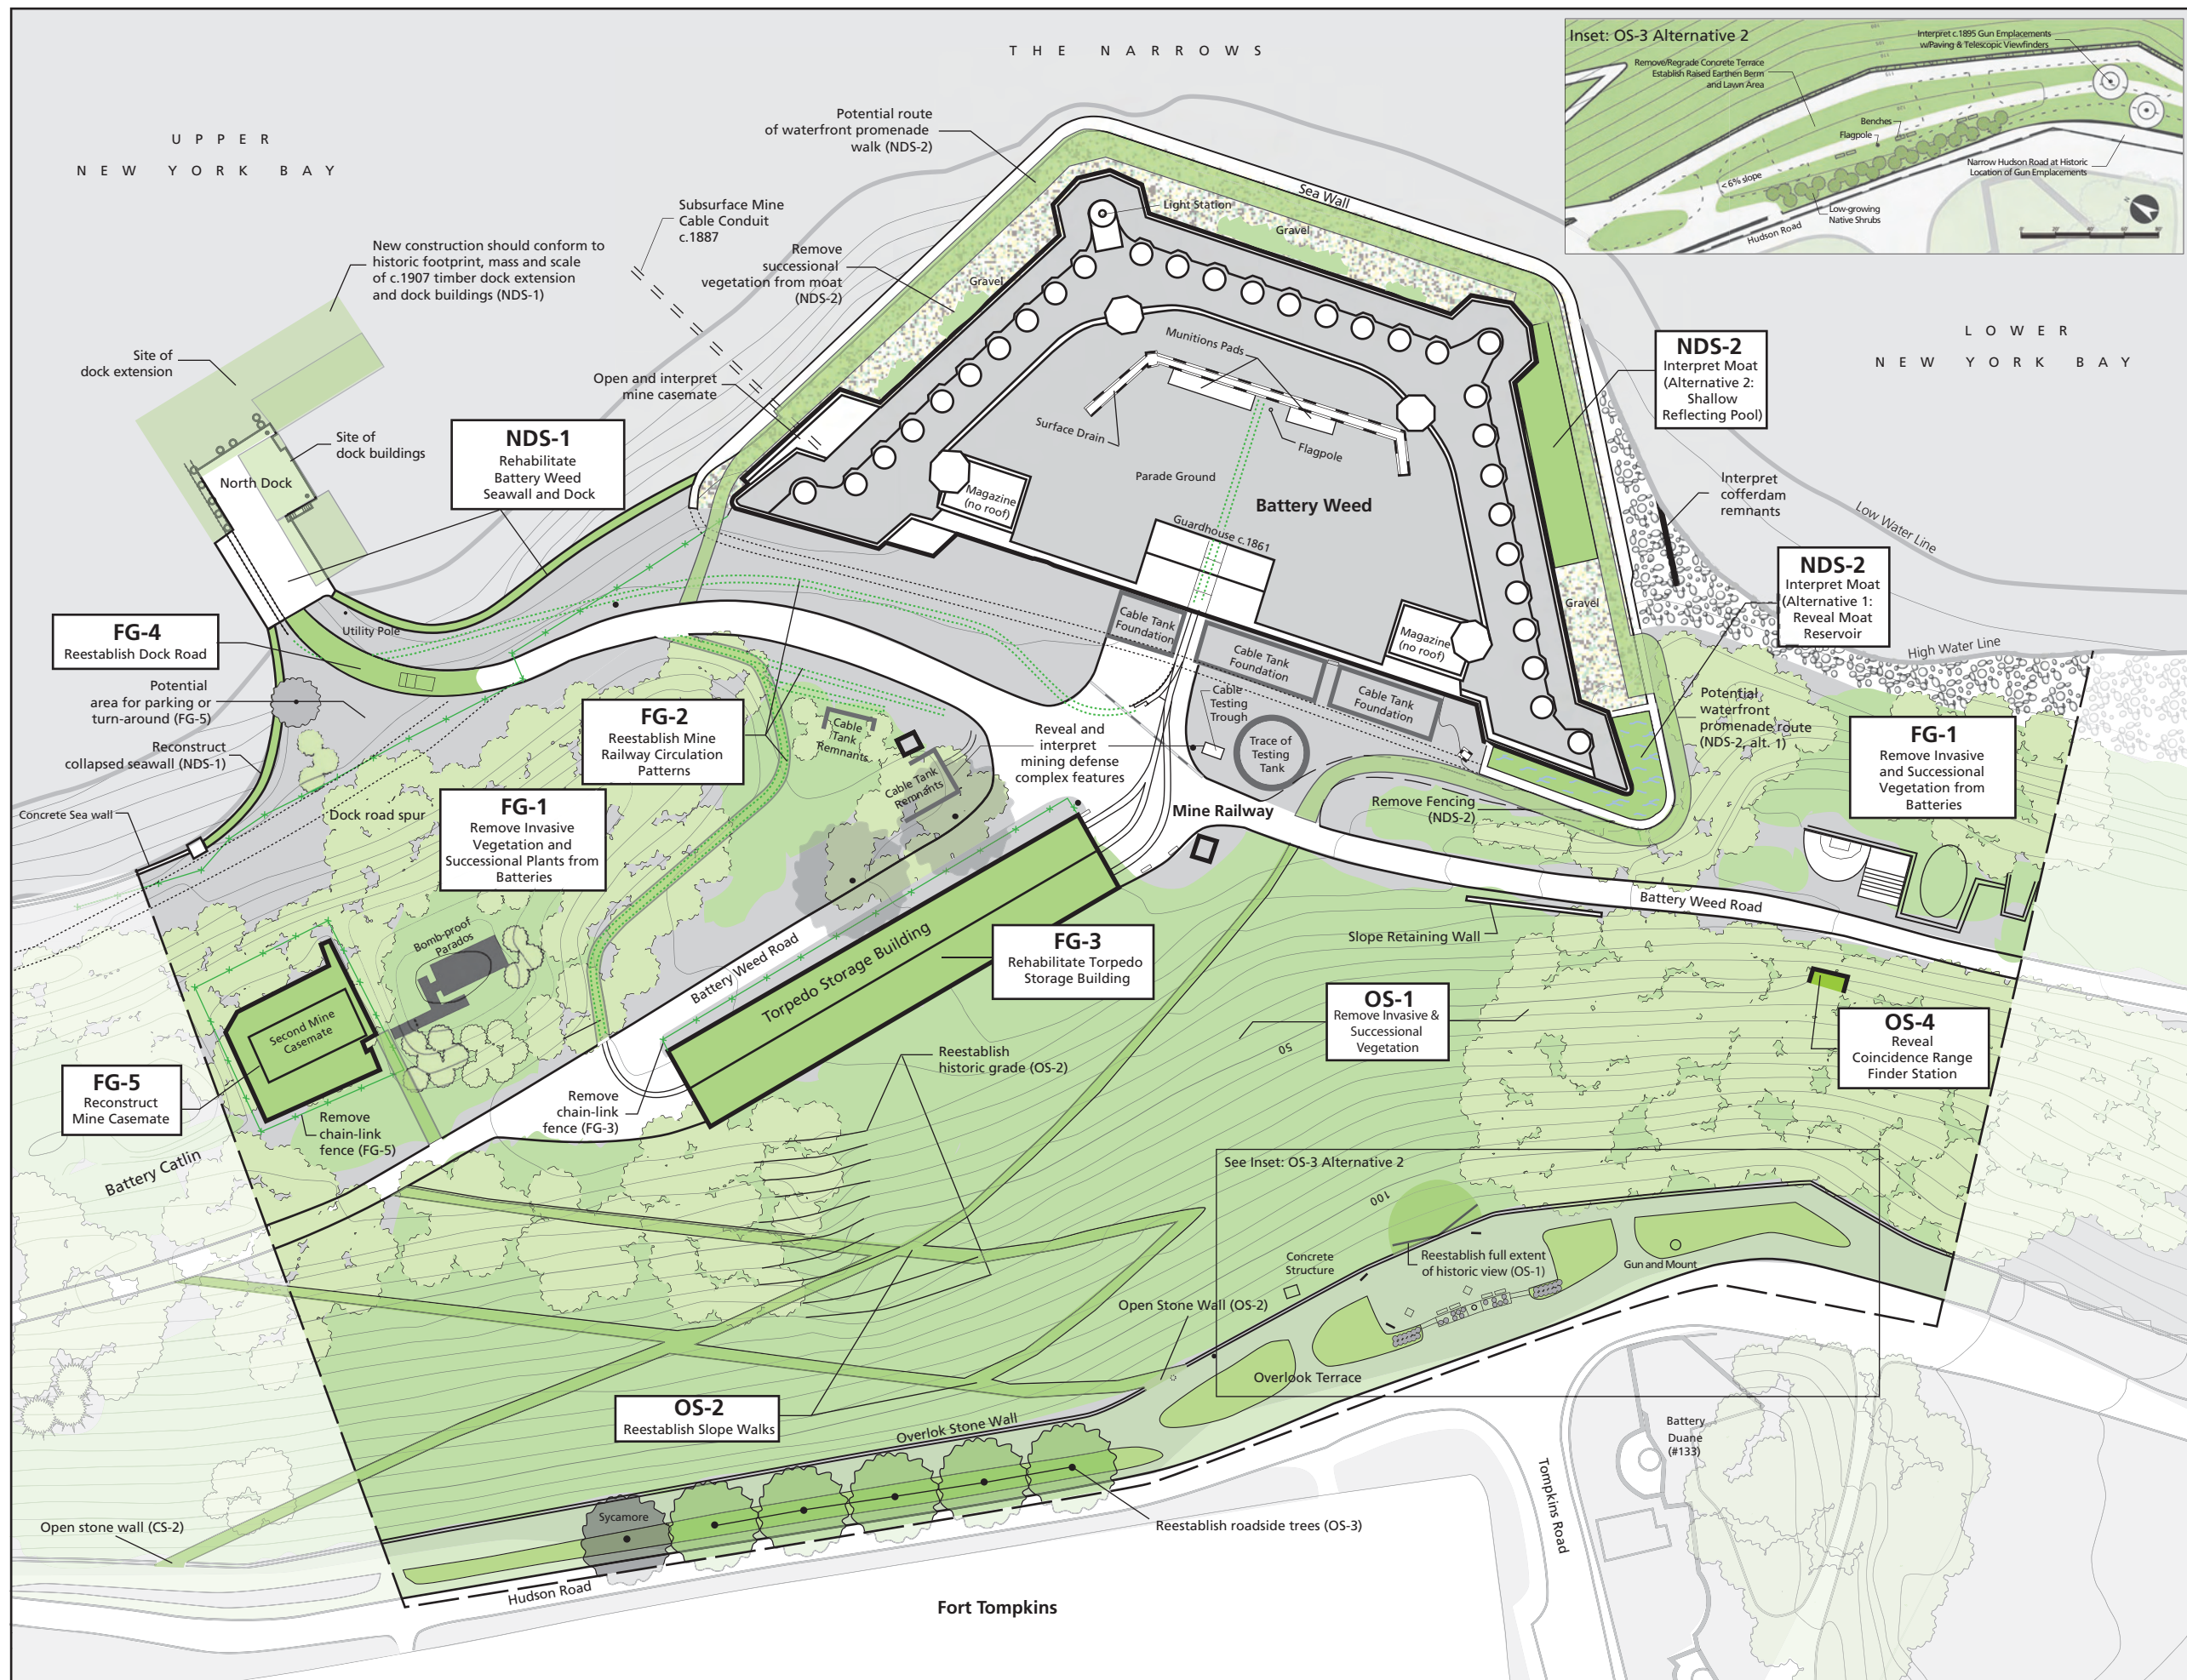 THE NARROWS
UPPER
NEW YORK BAY
LOWER
NEW YORK BAY
Inset: OS-3 Alternative 2
Interpret c.1895 Gun Emplacements
w/Paving & Telescopic Viewfinders
Remove/Regrade Concrete Terrace
Establish Raised Earthen Berm
and Lawn Area
Benches
Flagpole
Narrow Hudson Road at Historic
Location of Gun Emplacements
<6% slope
Low-growing
Native Shrubs
Hudson Road
N
Potential route
of waterfront promenade
walk (NDS-2)
Sea Wall
Subsurface Mine
Cable Conduit
c.1887
Light Station
Gravel
Remove
successional
vegetation from moat
(NDS-2)
Gravel
New construction should conform to
historic footprint, mass and scale
of c.1907 timber dock extension
and dock buildings (NDS-1)
Site of
dock extension
Open and interpret
mine casemate
Munitions Pads
Surface Drain
Flagpole
NDS-2
Interpret Moat
(Alternative 2:
Shallow
Reflecting Pool)
Site of
dock buildings
NDS-1
Rehabilitate
Battery Weed
Seawall and Dock
North Dock
Parade Ground
Magazine
(no roof)
Battery Weed
Guardhouse c.1861
Interpret
cofferdam
remnants
Low Water Line
NDS-2
Interpret Moat
(Alternative 1:
Reveal Moat
Reservoir
Gravel
High Water Line
FG-4
Reestablish Dock Road
Utility Pole
Cable Tank
Foundation
Cable Tank
Foundation
Cable Tank
Foundation
Magazine
(no roof)
Potential
area for parking or
turn-around (FG-5)
FG-2
Reestablish Mine
Railway Circulation
Patterns
Cable
Tank
Remnants
Cable Tank
Remnants
Cable
Testing
Trough
Reveal and
interpret
mining defense
complex features
Trace of
Testing
Tank
Potential
waterfront
promenade route
(NDS-2, alt. 1)
FG-1
Remove Invasive
and Successional
Vegetation from
Batteries
Reconstruct
collapsed seawall (NDS-1)
Concrete Sea wall
Dock road spur
FG-1
Remove Invasive
Vegetation and
Successional Plants from
Batteries
Mine Railway
Remove Fencing
(NDS-2)
Battery Weed Road
Slope Retaining Wall
Bomb-proof
Parados
Battery Weed Road
Torpedo Storage Building
FG-3
Rehabilitate Torpedo
Storage Building
Second Mine
Casemate
OS-1
Remove Invasive &
Successional
Vegetation
OS-4
Reveal
Coincidence Range
Finder Station
50
Reestablish
historic grade (OS-2)
FG-5
Reconstruct
Mine Casemate
Remove
chain-link
fence (FG-5)
Remove
chain-link
fence (FG-3)
Battery Catlin
See Inset: OS-3 Alternative 2
100
Concrete
Structure
Reestablish full extent
of historic view (OS-1)
Gun and Mount
Open Stone Wall (OS-2)
Overlook Terrace
OS-2
Reestablish Slope Walks
Overlok Stone Wall
Battery
Duane
(#133)
Tompkins Road
Sycamore
Open stone wall (CS-2)
Reestablish roadside trees (OS-3)
Hudson Road
Fort Tompkins